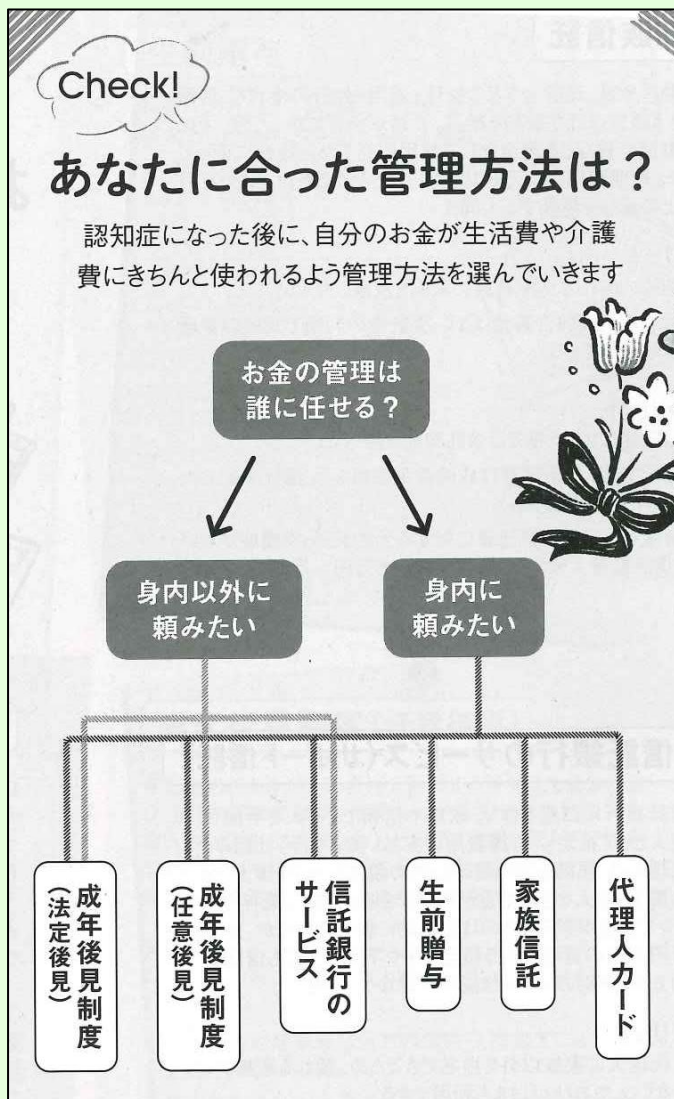 Check!
あなたに合った管理方法は？
認知症になった後に、自分のお金が生活費や介護
費にきちんと使われるよう管理方法を選んでいきます
お金の管理は
誰に任せる？
身内以外に
頼みたい
身内に
頼みたい
成年後見制度
（法定後見）
成年後見制度
（任意後見）
信託銀行の
サービス
生前贈与
家族信託
代理人カード